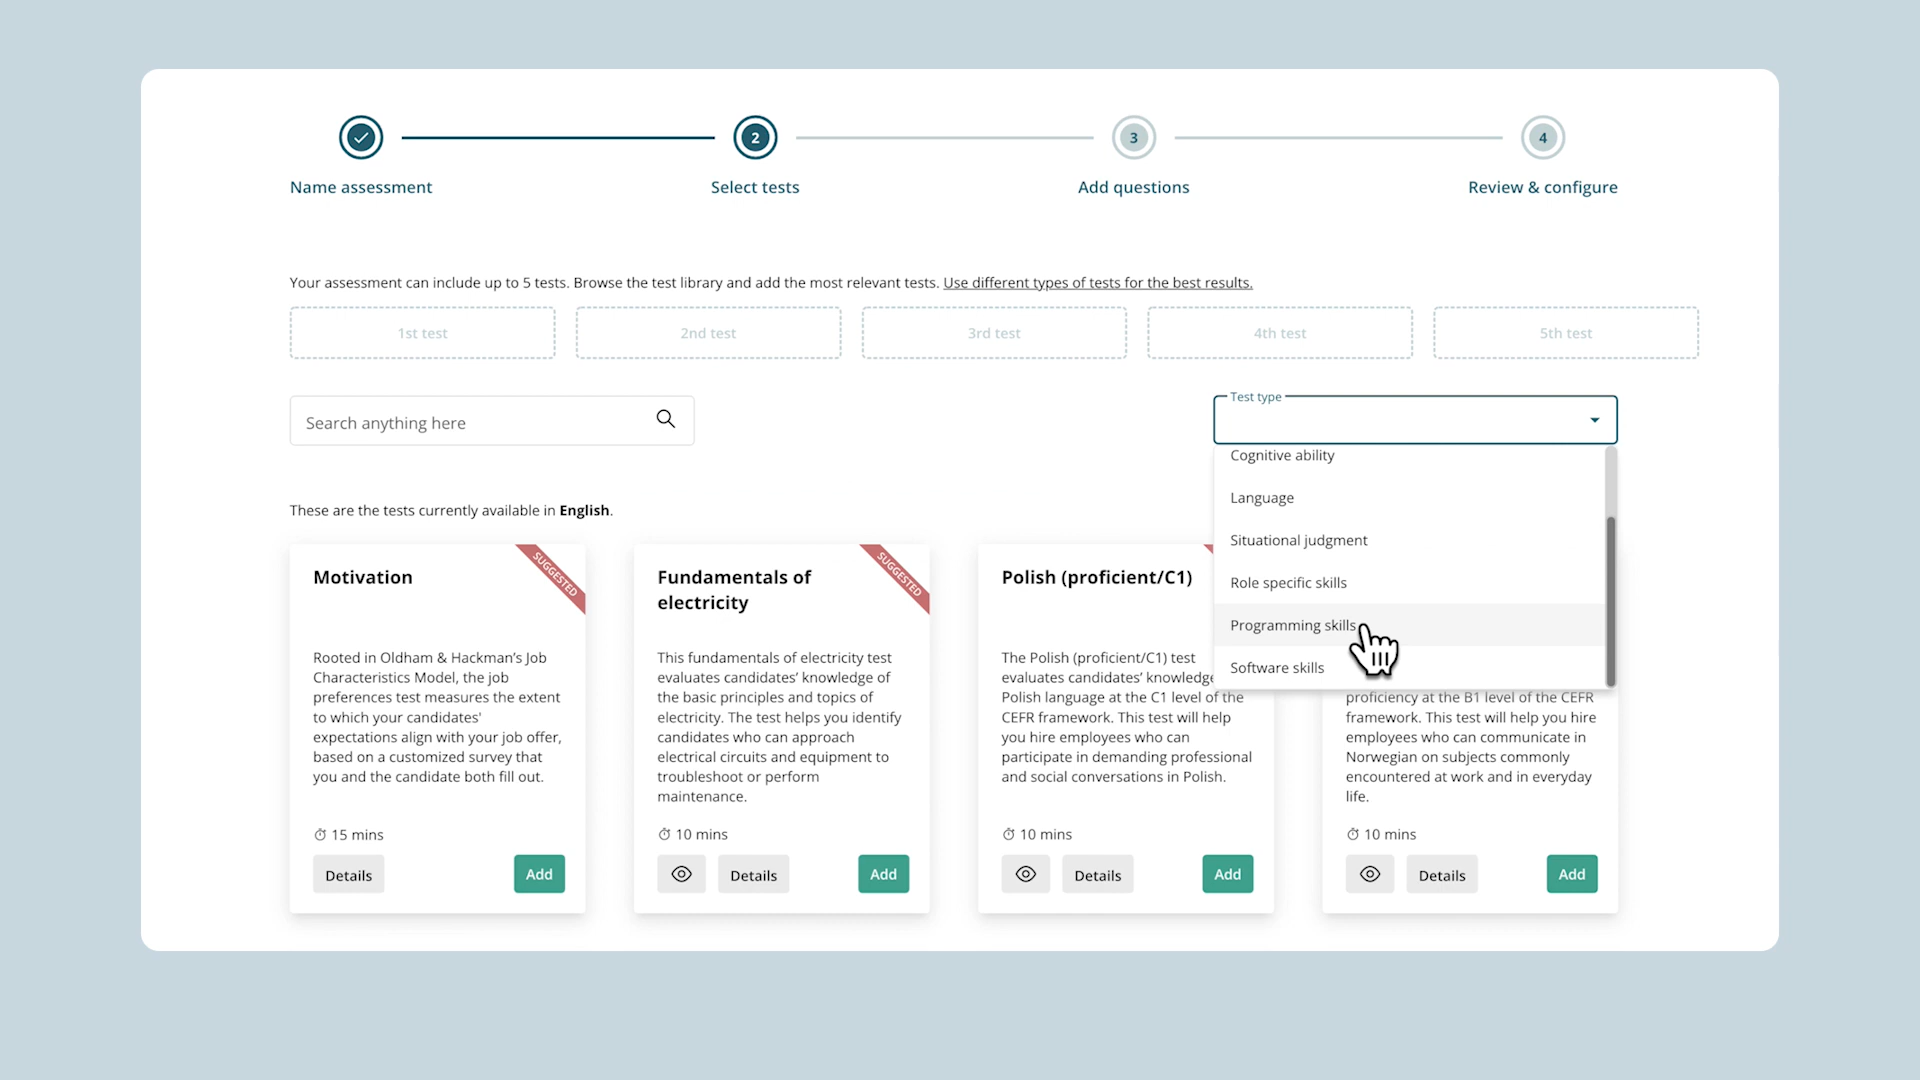 2
3
4
Name assessment
Select tests
Add questions
Review & configure
Your assessment can include up to 5 tests. Browse the test library and add the most relevant tests. Use different types of tests for the best results.
1st test
2nd test
3rd test
4th test
5th test
Search anything here
Test type
Cognitive ability
Language
Situational judgment
Role specific skills
Programming skills
Software skills
These are the tests currently available in English.
SUGGESTED
Motivation
Rooted in Oldham & Hackman’s Job
Characteristics Model, the job
preferences test measures the extent
to which your candidates'
expectations align with your job offer,
based on a customized survey that
you and the candidate both fill out.
15 mins
Details
Add
SUGGESTED
Fundamentals of
electricity
This fundamentals of electricity test
evaluates candidates’ knowledge of
the basic principles and topics of
electricity. The test helps you identify
candidates who can approach
electrical circuits and equipment to
troubleshoot or perform
maintenance.
10 mins
Details
Add
Polish (proficient/C1)
The Polish (proficient/C1) test
evaluates candidates’ knowledge
Polish language at the C1 level of the
CEFR framework. This test will help
you hire employees who can
participate in demanding professional
and social conversations in Polish.
10 mins
Details
Add
proficiency at the B1 level of the CEFR
framework. This test will help you hire
employees who can communicate in
Norwegian on subjects commonly
encountered at work and in everyday
life.
10 mins
Details
Add